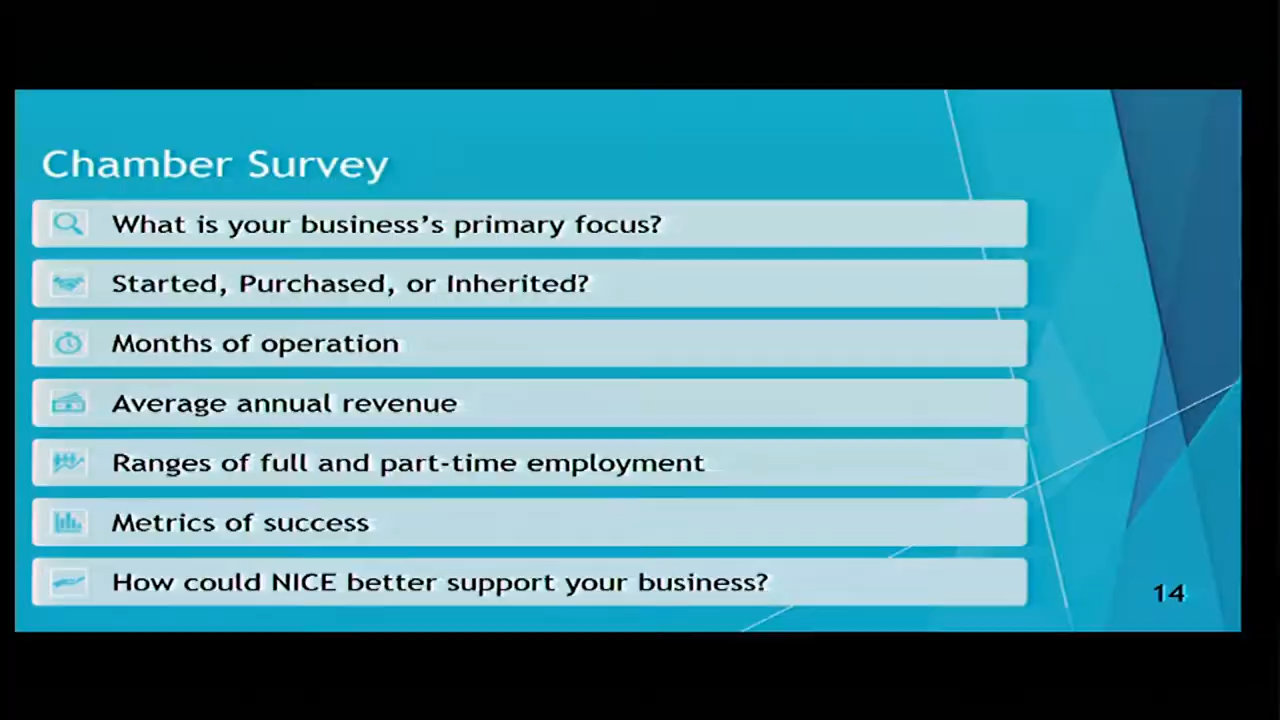 Chamber Survey
What is your business's primary focus?
Started, Purchased, or Inherited?
Months of operation
Average annual revenue
Ranges of full and part-time employment
Metrics of success
How could NICE better support your business?
14